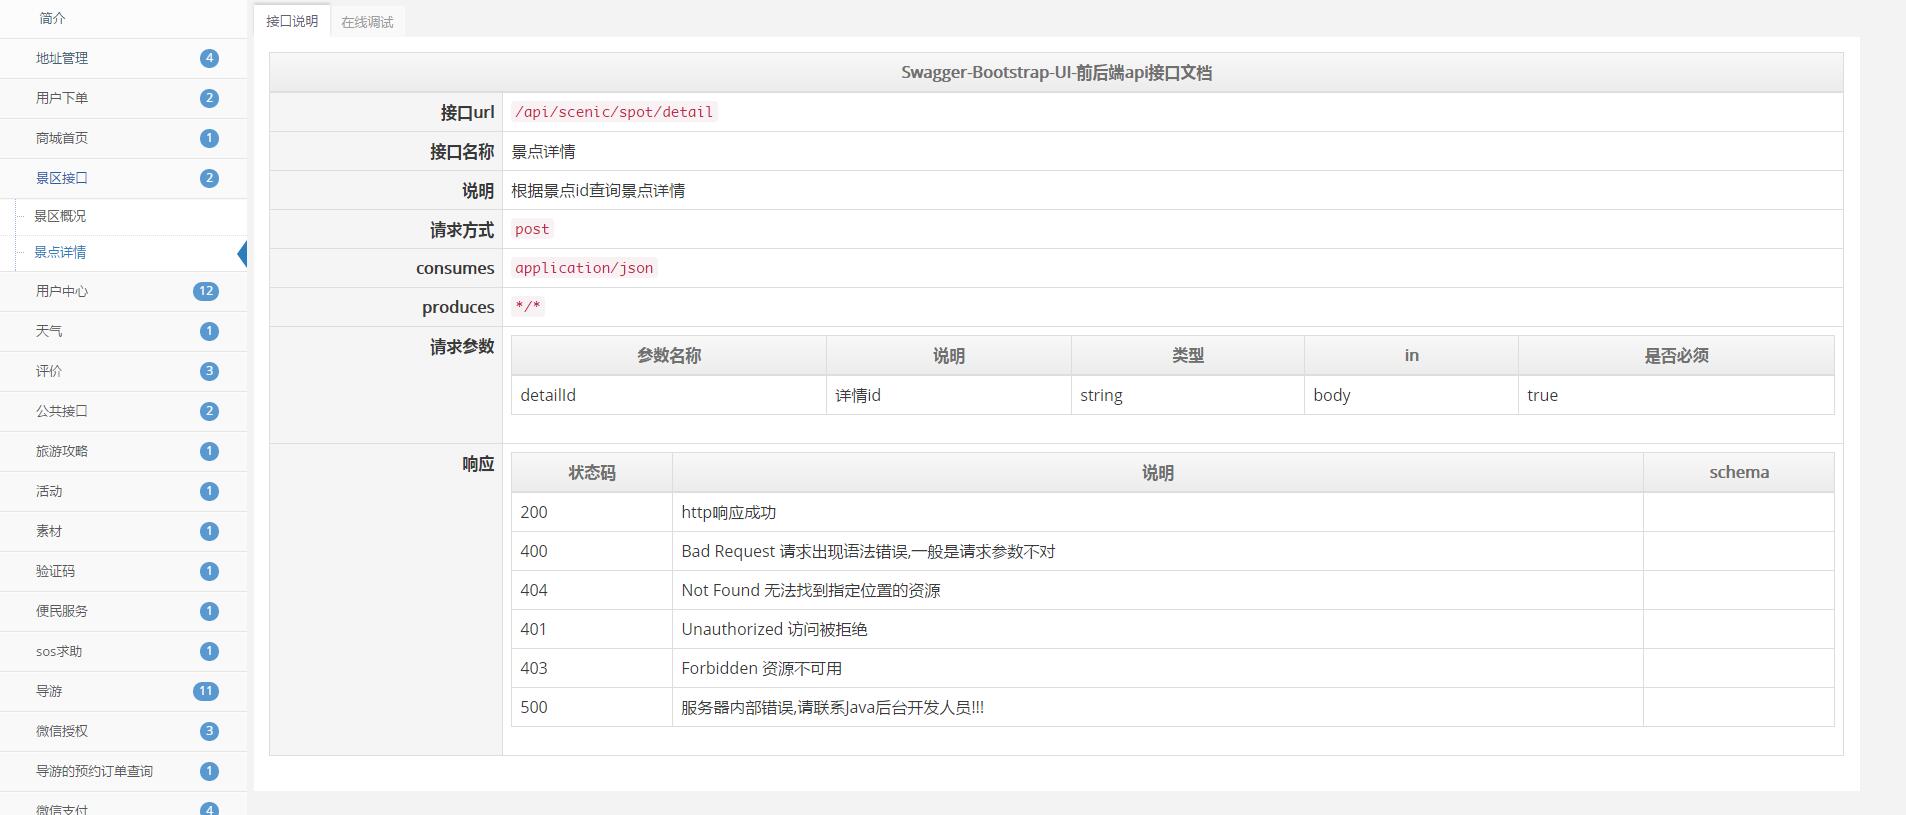 简介
地址管理 4
用户下单 2
商城首页 1
景区接口 2
景区概况
景点详情
用户中心 12
天气 1
评价 3
公共接口 2
旅游攻略 1
活动 1
素材 1
验证码 1
便民服务 1
sos求助 1
导游 11
微信授权 3
导游的预约订单查询 1
微信支付 4
接口说明 在线调试
Swagger-Bootstrap-UI-前后端api接口文档
接口url /api/scenic/spot/detail
接口名称 景点详情
说明 根据景点id查询景点详情
请求方式 post
consumes application/json
produces */*
请求参数 参数名称 说明 类型 in 是否必须
detailId 详情id string body true
响应 状态码 说明 schema
200 http响应成功
400 Bad Request 请求出现语法错误,一般是请求参数不对
404 Not Found 无法找到指定位置的资源
401 Unauthorized 访问被拒绝
403 Forbidden 资源不可用
500 服务器内部错误,请联系Java后台开发人员!!!